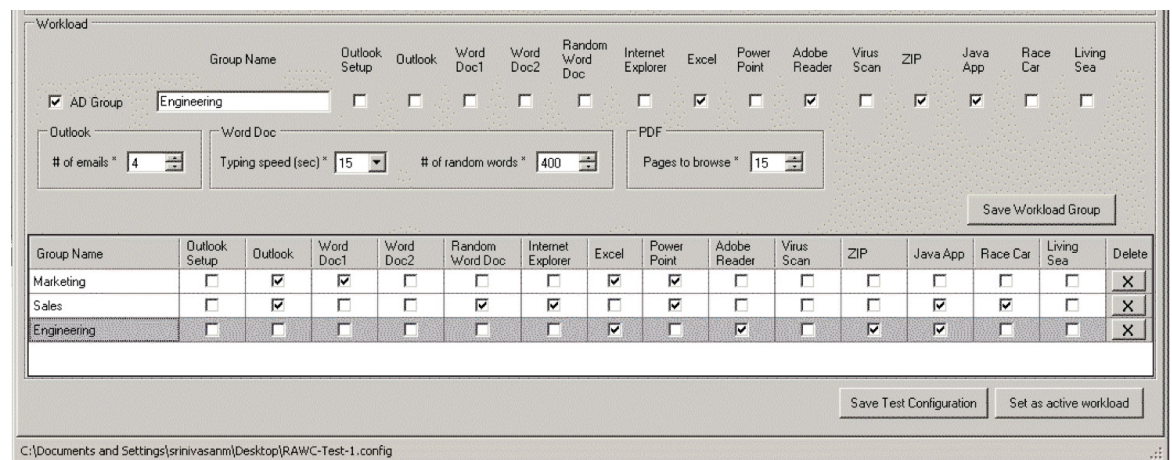 Workload
Group Name Outlook Setup Outlook Word Doc1 Word Doc2 Random Word Doc Internet Explorer Excel Power Point Adobe Reader Virus Scan ZIP Java App Race Car Living Sea
AD Group Engineering
Outlook Word Doc PDF
# of emails * 4 Typing speed (sec) * 15 # of random words * 400 Pages to browse * 15
Save Workload Group
Group Name Outlook Setup Outlook Word Doc1 Word Doc2 Random Word Doc Internet Explorer Excel Power Point Adobe Reader Virus Scan ZIP Java App Race Car Living Sea Delete
Marketing X
Sales X
Engineering X
Save Test Configuration Set as active workload
C:\Documents and Settings\srinivasanm\Desktop\RAWC-Test-1.config